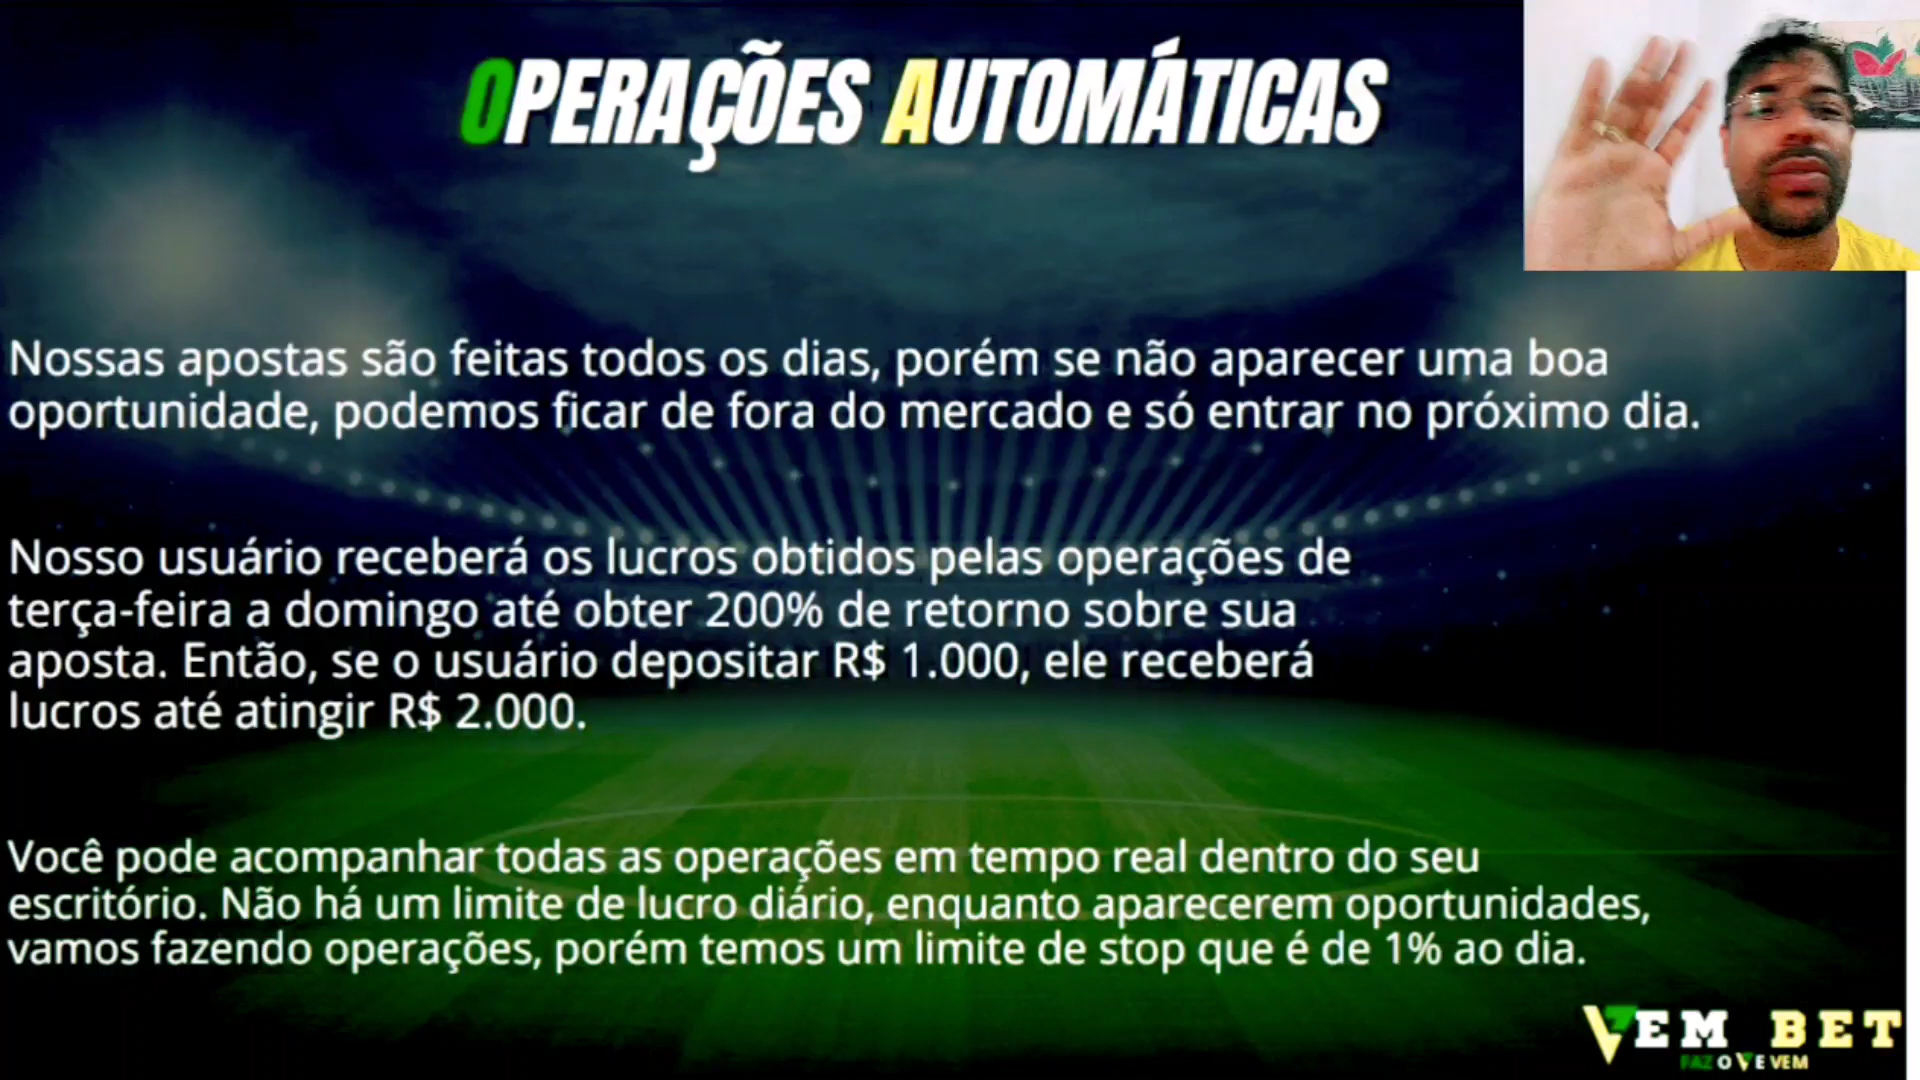 OPERAÇÕES AUTOMÁTICAS
Nossas apostas são feitas todos os dias, porém se não aparecer uma boa
oportunidade, podemos ficar de fora do mercado e só entrar no próximo dia.
Nosso usuário receberá os lucros obtidos pelas operações de
terça-feira a domingo até obter 200% de retorno sobre sua
aposta. Então, se o usuário depositar R$ 1.000, ele receberá
lucros até atingir R$ 2.000.
Você pode acompanhar todas as operações em tempo real dentro do seu
escritório. Não há um limite de lucro diário, enquanto aparecerem oportunidades,
vamos fazendo operações, porém temos um limite de stop que é de 1% ao dia.
VEM BET
FAZ O V E VEM